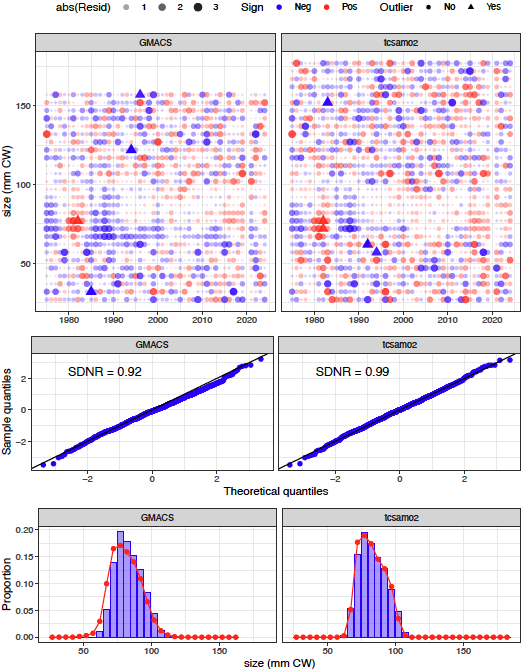 abs(Resid) 1 2 3 Sign Neg Pos Outlier No Yes
GMACS tcsam02
size (mm CW)
150
100
50
1980 1990 2000 2010 2020 1980 1990 2000 2010 2020
GMACS tcsam02
SDNR = 0.92 SDNR = 0.99
Sample quantiles
2
0
−2
−2 0 2 −2 0 2
Theoretical quantiles
GMACS tcsam02
Proportion
0.20
0.15
0.10
0.05
0.00
50 100 150 50 100 150
size (mm CW)